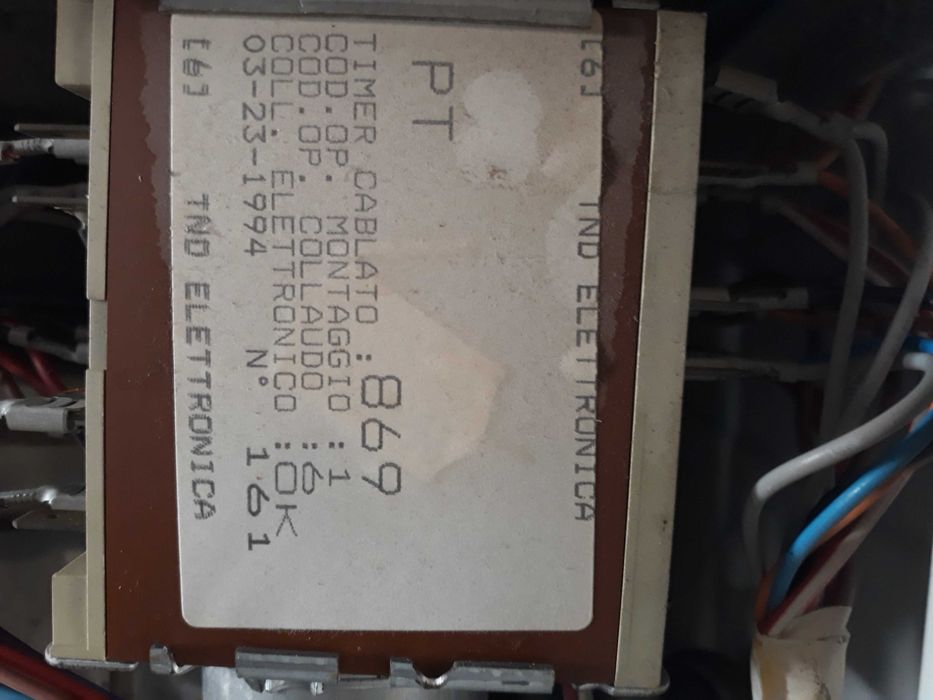 [6] TND ELETTRONICA
PT
TIMER CABLATO :869
COD.OP. MONTAGGIO :1
COD.OP. COLLAUDO :6
COLL. ELETTRONICO :OK
03-23-1994 N° 161
[6] TND ELETTRONICA